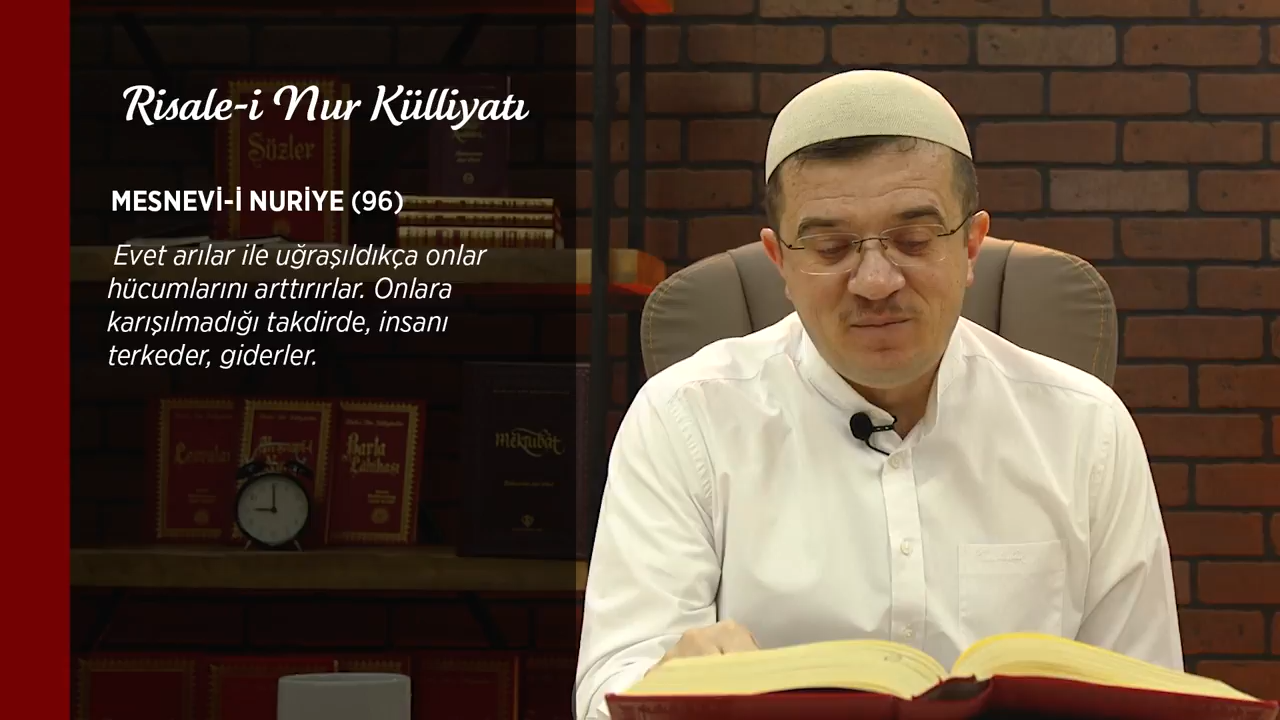 Risale-i Nur Külliyatı
MESNEVİ-İ NURİYE (96)
Evet arılar ile uğraşıldıkça onlar
hücumlarını arttırırlar. Onlara
karışılmadığı takdirde, insanı
terkeder, giderler.
Sözler
Mektubat
Barla
Lahikası